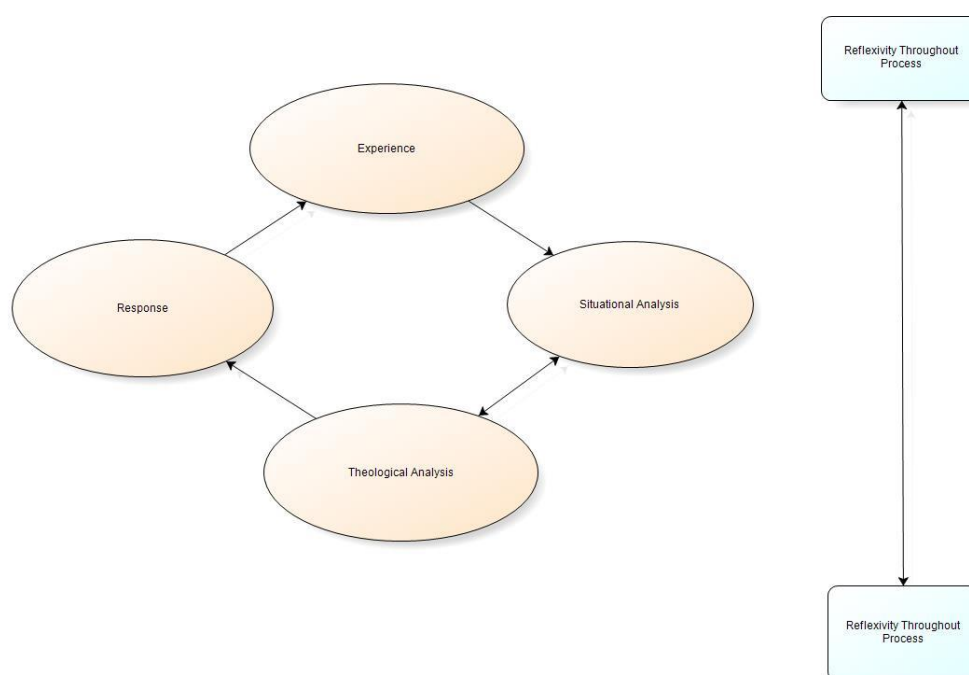 Reflexivity Throughout
Process
Experience
Situational Analysis
Response
Theological Analysis
Reflexivity Throughout
Process